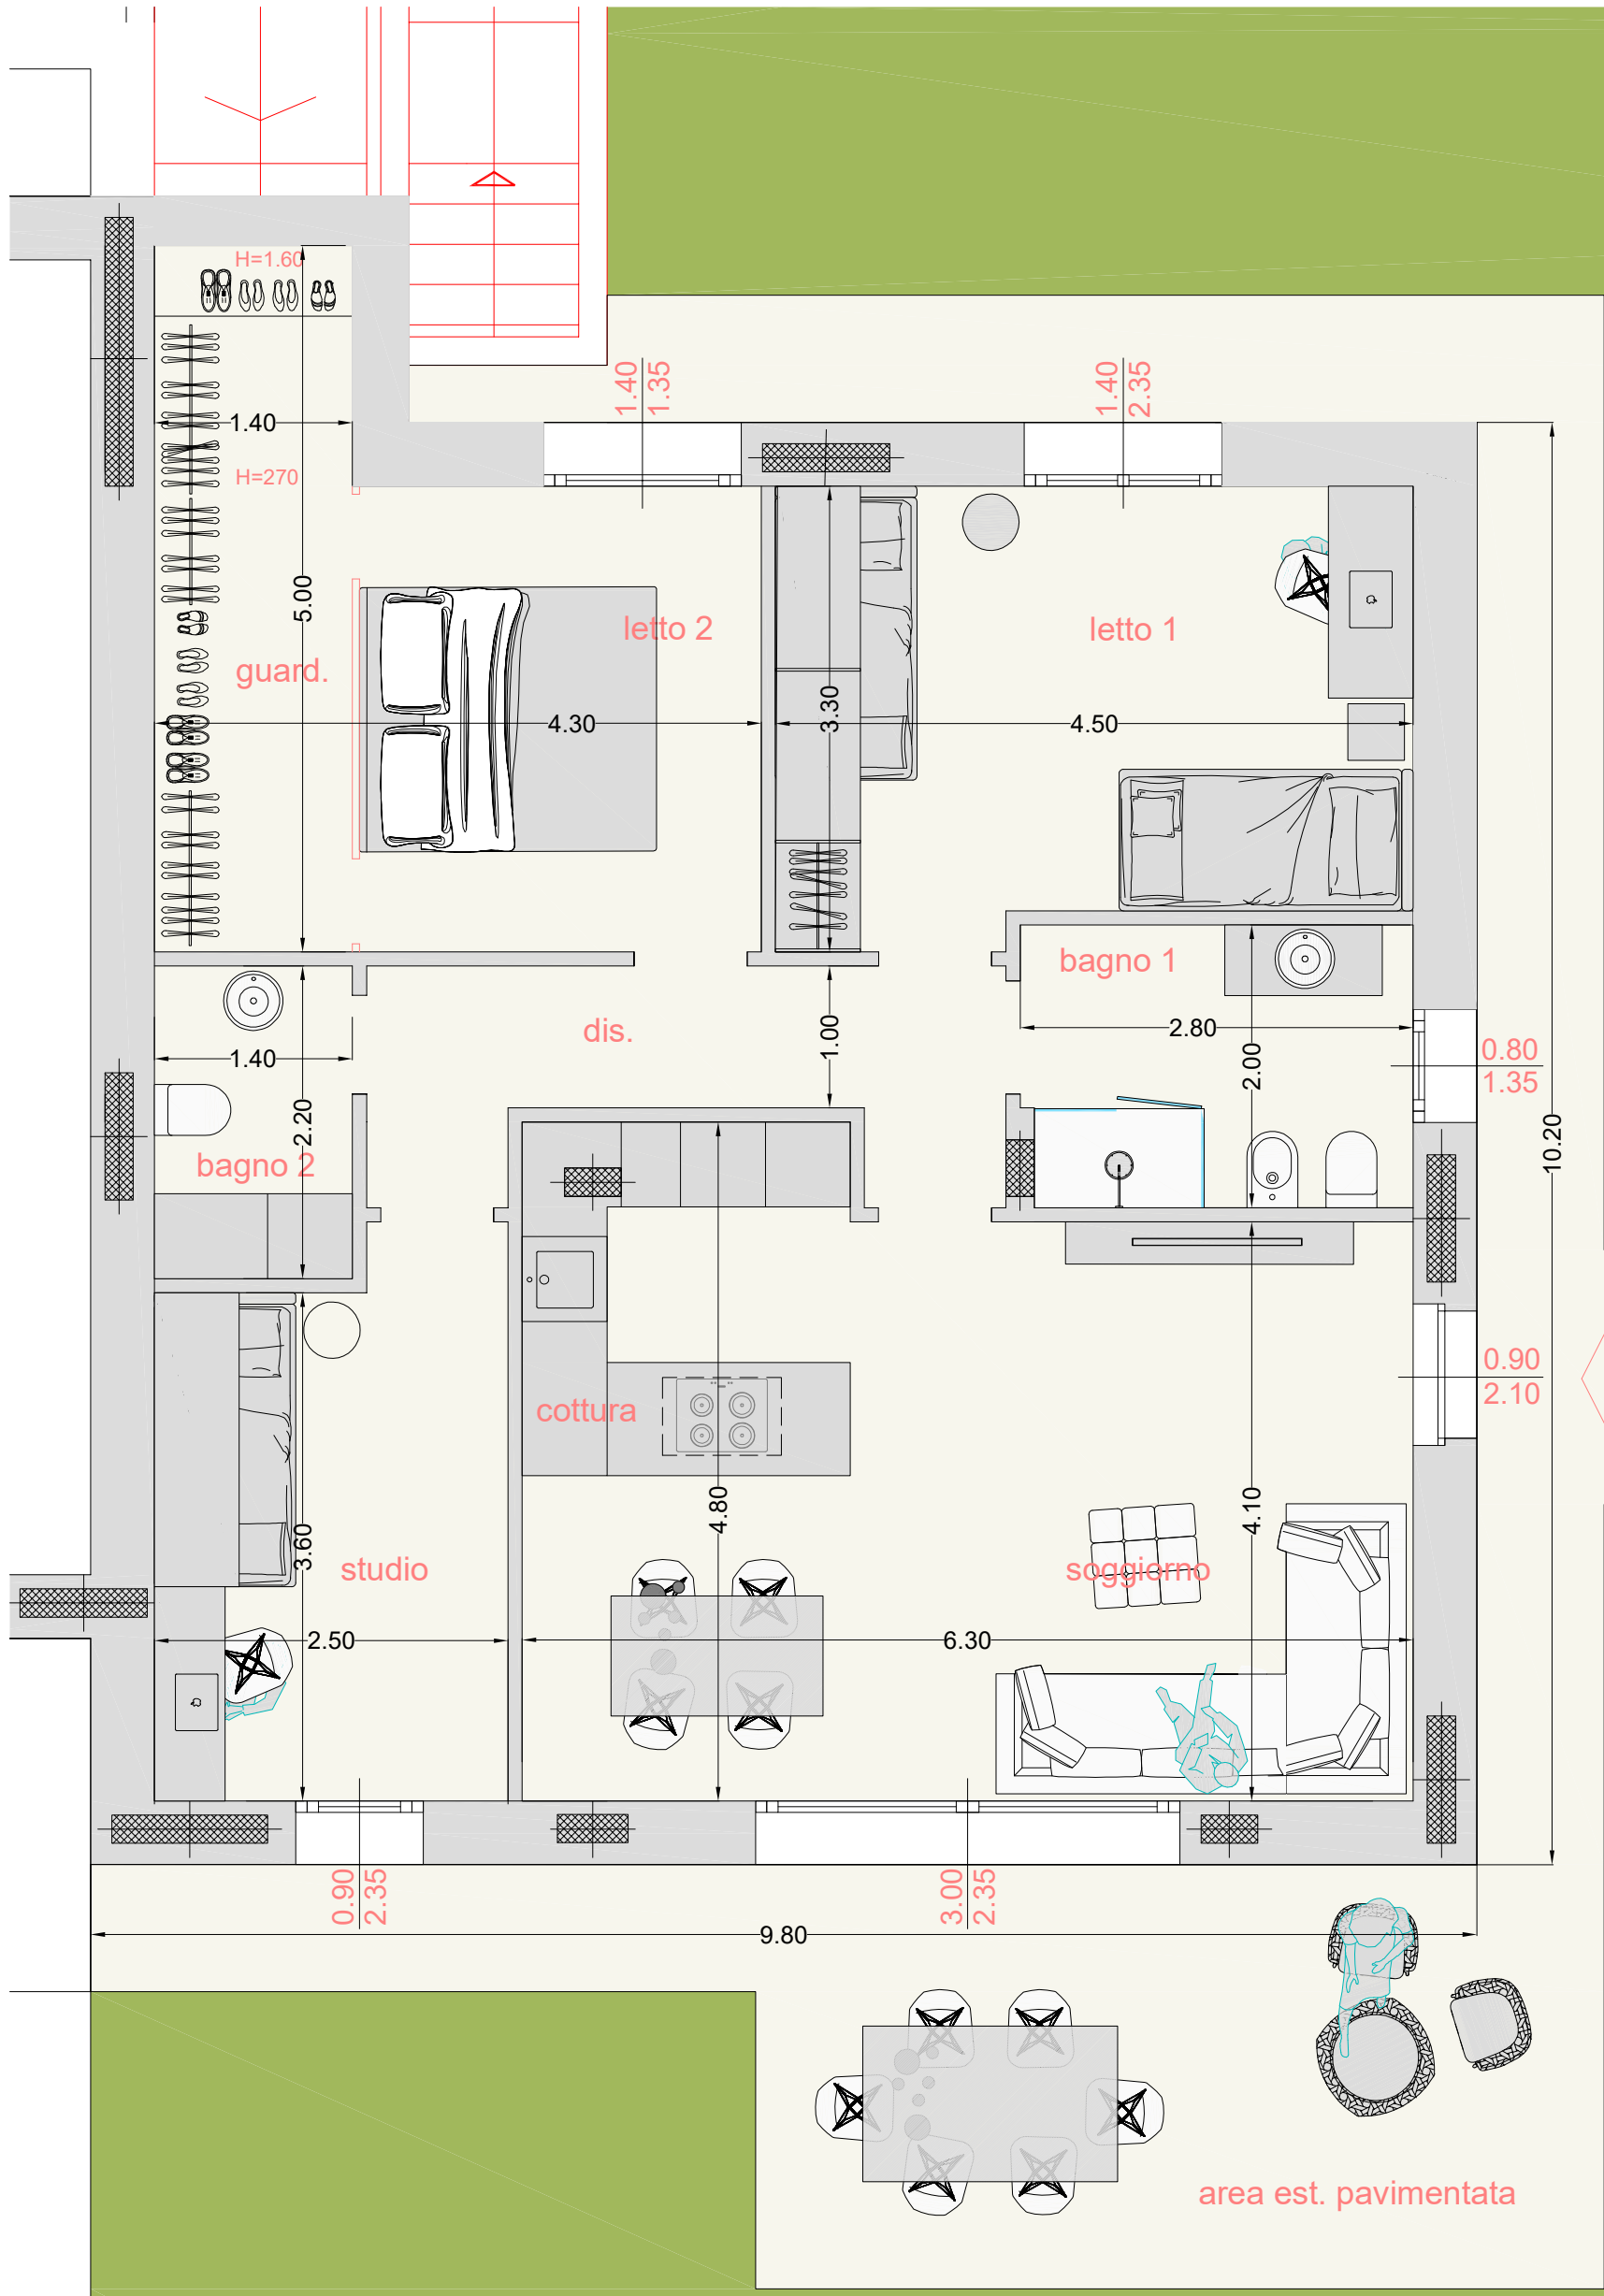 H=1.60
1.40
1.35
1.40
2.35
1.40
H=270
5.00
letto 2
letto 1
guard.
4.30
3.30
4.50
bagno 1
dis.
1.00
2.80
1.40
2.00
0.80
1.35
2.20
bagno 2
10.20
0.90
2.10
cottura
4.80
4.10
3.60
studio
soggiorno
2.50
6.30
0.90
2.35
3.00
2.35
9.80
area est. pavimentata